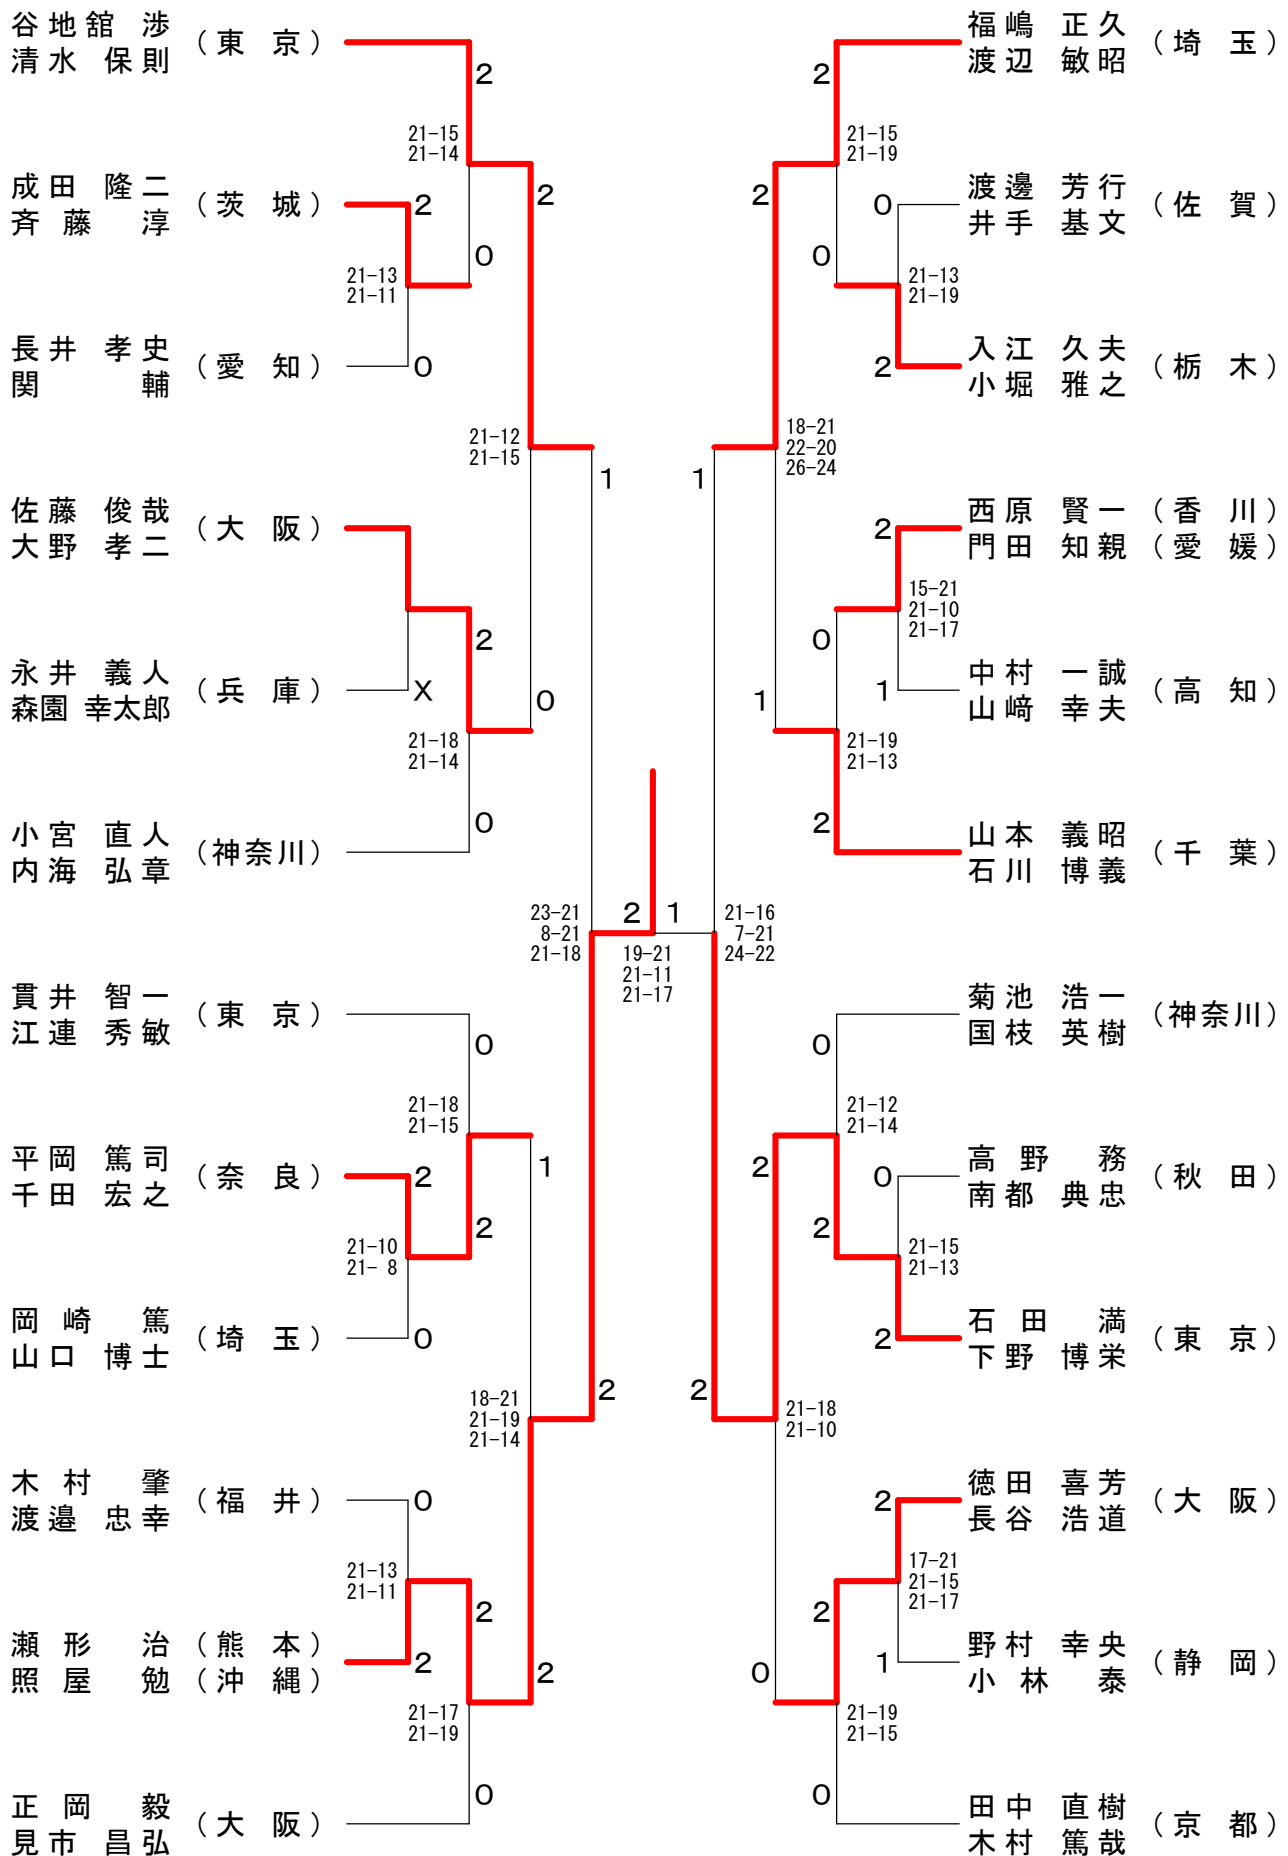 谷地舘 渉
清水 保則
(東 京)
2
21-15
21-14
成田 隆二
斉藤 淳
(茨 城)
2
2
0
21-13
21-11
長井 孝史
関 輔
(愛 知)
0
21-12
21-15
1
佐藤 俊哉
大野 孝二
(大 阪)
2
永井 義人
森園 幸太郎
(兵 庫)
X
0
21-18
21-14
小宮 直人
内海 弘章
(神奈川)
0
23-21
8-21
21-18
2
1
19-21
21-11
21-17
貫井 智一
江連 秀敏
(東 京)
0
21-18
21-15
平岡 篤司
千田 宏之
(奈 良)
2
1
2
21-10
21- 8
岡崎 篤
山口 博士
(埼 玉)
0
2
18-21
21-19
21-14
木村 肇
渡邉 忠幸
(福 井)
0
21-13
21-11
2
瀬形 治
照屋 勉
(熊 本)
(沖 縄)
2
2
21-17
21-19
正岡 毅
見市 昌弘
(大 阪)
0
福嶋 正久
渡辺 敏昭
(埼 玉)
2
21-15
21-19
渡邉 芳行
井手 基文
(佐 賀)
0
2
0
21-13
21-19
入江 久夫
小堀 雅之
(栃 木)
2
18-21
22-20
26-24
1
西原 賢一
門田 知親
(香 川)
(愛 媛)
2
15-21
21-10
21-17
0
中村 一誠
山﨑 幸夫
(高 知)
1
1
21-19
21-13
山本 義昭
石川 博義
(千 葉)
2
21-16
7-21
24-22
菊池 浩一
国枝 英樹
(神奈川)
0
21-12
21-14
高野 務
南都 典忠
(秋 田)
0
2
2
21-15
21-13
石田 満
下野 博栄
(東 京)
2
2
21-18
21-10
徳田 喜芳
長谷 浩道
(大 阪)
2
17-21
21-15
21-17
2
野村 幸央
小林 泰
(静 岡)
1
0
21-19
21-15
田中 直樹
木村 篤哉
(京 都)
0